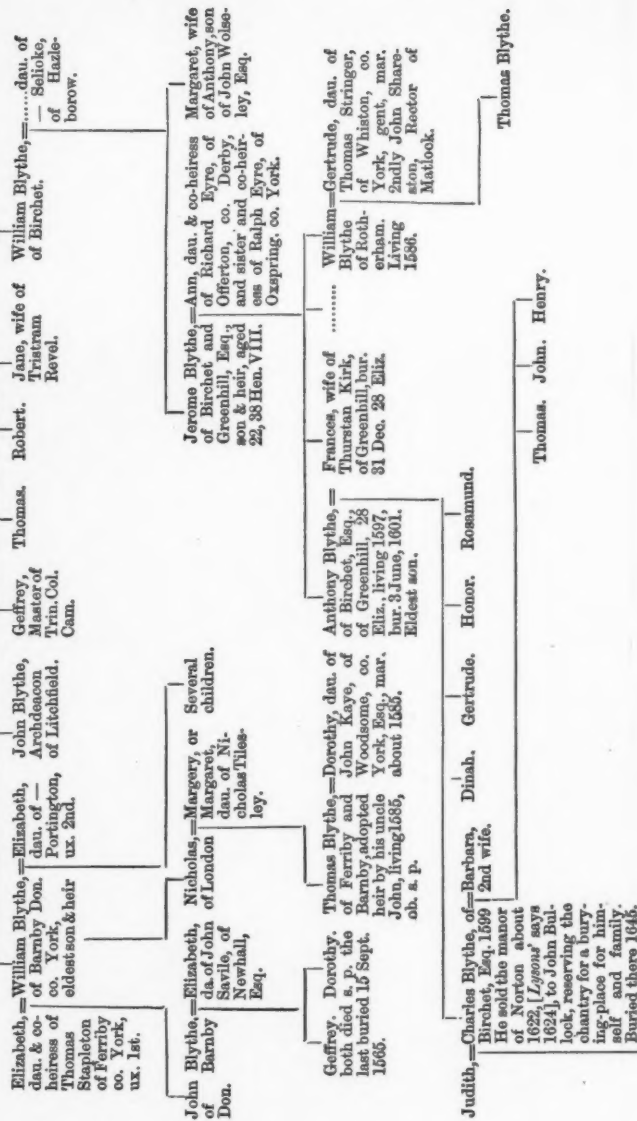 Elizabeth,=William Blythe,=Elizabeth,
dau. & co-
heiress of
Thomas
Stapleton
of Ferriby
co. York,
ux. 1st.
of Barnby Don.
co. York,
eldest son & heir
dau. of —
Portington,
ux. 2nd.
John Blythe,
Archdeacon
of Litchfield.
Geffrey,
Master of
Trin. Col.
Cam.
Thomas.
Robert.
Jane, wife of
Tristram
Revel.
William Blythe,=......dau. of
of Birchet.
— Selioke,
of Hazle-
borow.
John Blythe,=Elizabeth,
of Barnby
Don.
da. of John
Savile, of
Newhall,
Esq.
Nicholas,=Margery, or
of London
Margaret,
dau. of Ni-
cholas Tiles-
ley.
Several
children.
Jerome Blythe,=Ann, dau. & co-heiress
of Birchet and
Greenhill, Esq.,
son & heir, aged
22, 38 Hen. VIII.
of Richard Eyre, of
Offerton, co. Derby,
and sister and co-heir-
ess of Ralph Eyre, of
Oxspring. co. York.
Margaret, wife
of Anthony, son
of John Wolse-
ley, Esq.
Geffrey. Dorothy.
both died s. p. the
last buried 15 Sept.
1565.
Thomas Blythe,=Dorothy, dau. of
of Ferriby and
Barnby, adopted
heir by his uncle
John, living 1585,
ob. s. p.
John Kaye, of
Woodsome, co.
York, Esq., mar.
about 1585.
Anthony Blythe,=
of Birchet, Esq.,
of Greenhill, 28
Eliz., living 1597,
bur. 3 June, 1601.
Eldest son.
Frances, wife of
Thurstan Kirk,
of Greenhill, bur.
31 Dec. 28 Eliz.
.........
William=Gertrude, dau. of
Blythe
of Roth-
erham.
Living
1586.
Thomas Stringer,
of Whiston, co.
York, gent, mar.
2ndly John Share-
ston, Rector of
Matlock.
Judith,=Charles Blythe, of=Barbara,
Birchet, Esq. 1599
2nd wife.
He sold the manor
of Norton about
1622, [Lysons says
1624], to John Bul-
lock, reserving the
chantry for a bury-
ing-place for him-
self and family.
Buried there 1645.
Dinah.
Gertrude.
Honor.
Rosamund.
Thomas Blythe.
Thomas. John. Henry.